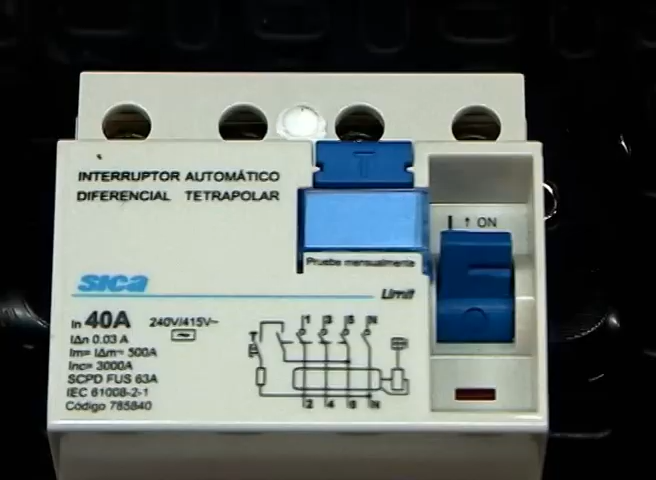 INTERRUPTOR AUTOMÁTICO
DIFERENCIAL TETRAPOLAR
T
I ↑ ON
Prueba mensualmente
sica
Limit
In 40A 240V/415V~
IΔn 0.03 A
Im= IΔm= 500A
Inc= 3000A
SCPD FUS 63A
IEC 61008-2-1
Código 785840
1 3 5 N
T
2 4 6 N